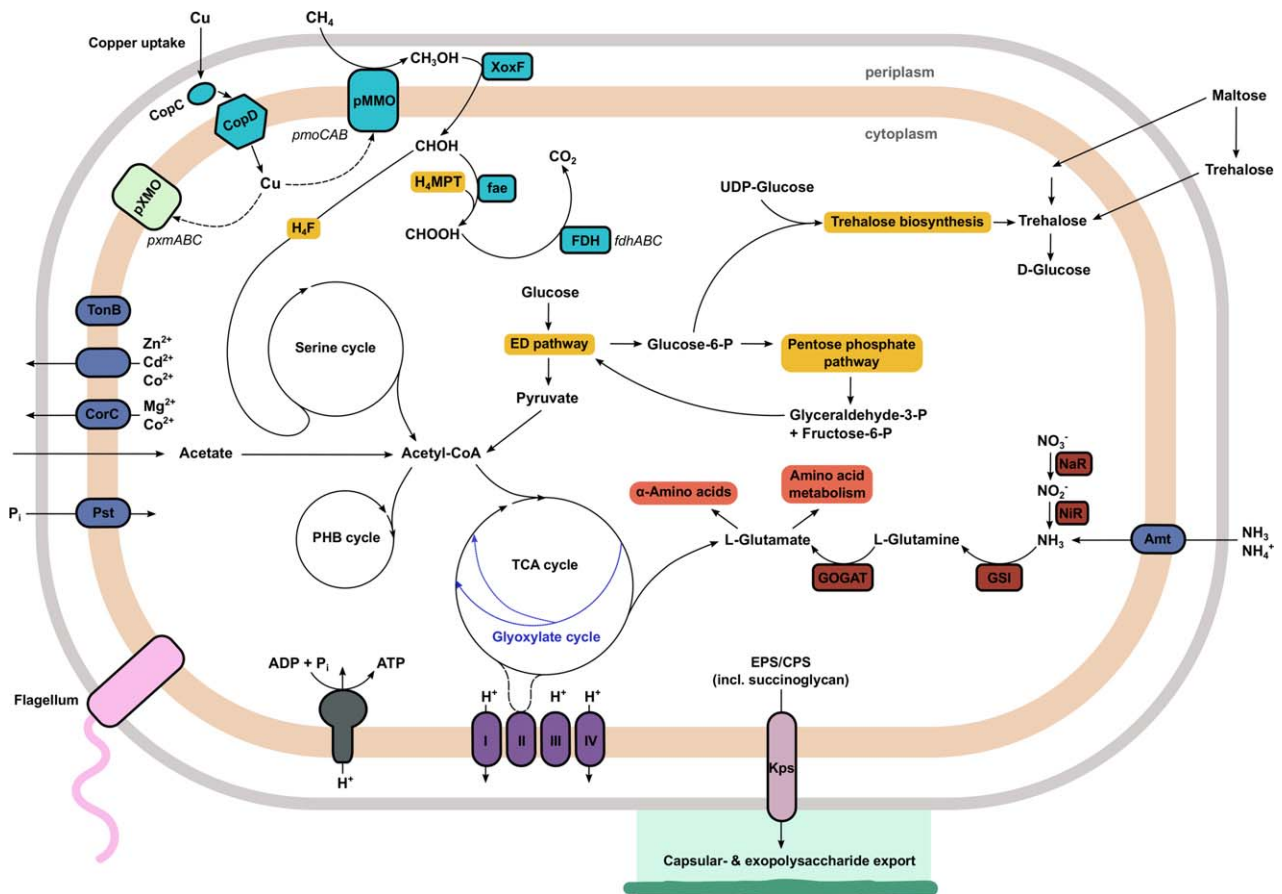 Cu
CH₄
Copper uptake
CH₃OH
XoxF
periplasm
CopC
CopD
pMMO
pmoCAB
cytoplasm
Maltose
CHOH
CO₂
Cu
pXMO
H₄MPT
fae
UDP-Glucose
Trehalose
pxmABC
H₄F
CHOOH
FDH
fdhABC
Trehalose biosynthesis
Trehalose
D-Glucose
TonB
Glucose
Zn²⁺
Cd²⁺
Co²⁺
Serine cycle
ED pathway
Glucose-6-P
Pentose phosphate
pathway
CorC
Mg²⁺
Co²⁺
Pyruvate
Glyceraldehyde-3-P
+ Fructose-6-P
Acetate
Acetyl-CoA
NO₃⁻
NaR
α-Amino acids
Amino acid
metabolism
NO₂⁻
NiR
Pᵢ
Pst
PHB cycle
TCA cycle
L-Glutamate
L-Glutamine
NH₃
Amt
NH₃
NH₄⁺
GOGAT
GSI
Glyoxylate cycle
ADP + Pᵢ
ATP
EPS/CPS
(incl. succinoglycan)
Flagellum
H⁺
H⁺
H⁺
I
II
III
IV
Kps
H⁺
Capsular- & exopolysaccharide export